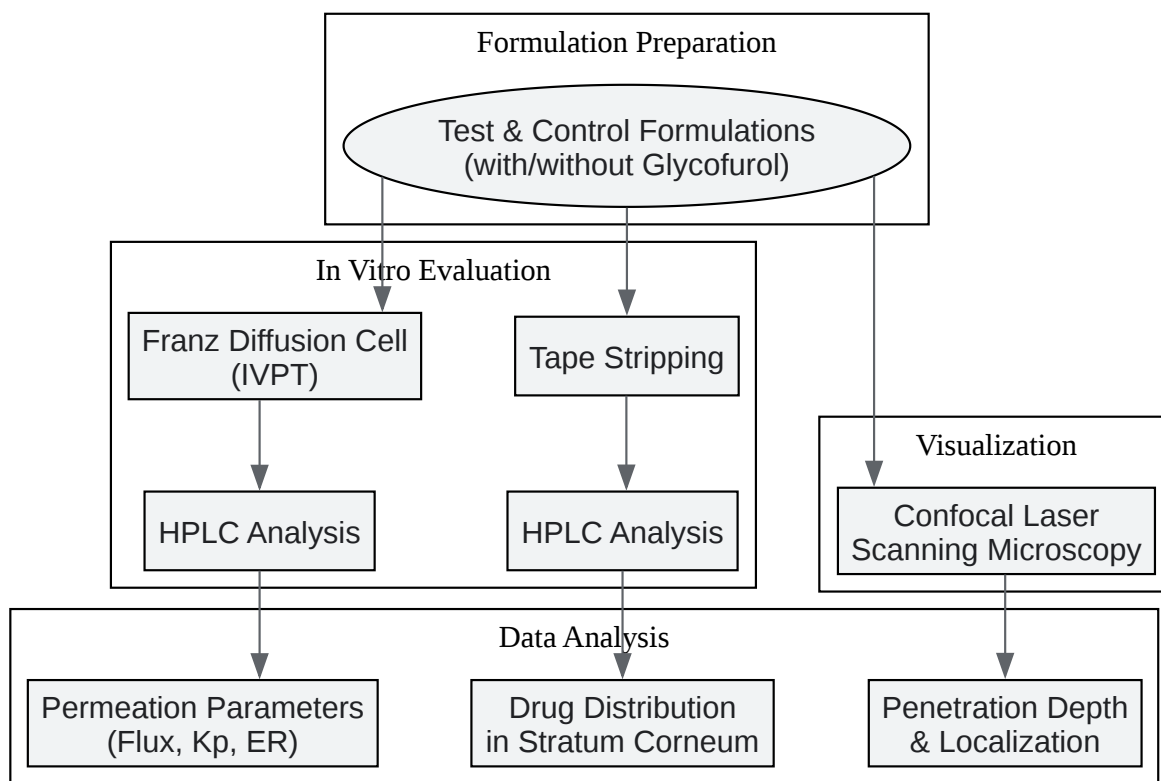 Formulation Preparation
Test & Control Formulations
(with/without Glycofurol)
In Vitro Evaluation
Franz Diffusion Cell
(IVPT)
Tape Stripping
HPLC Analysis
HPLC Analysis
Visualization
Confocal Laser
Scanning Microscopy
Data Analysis
Permeation Parameters
(Flux, Kp, ER)
Drug Distribution
in Stratum Corneum
Penetration Depth
& Localization